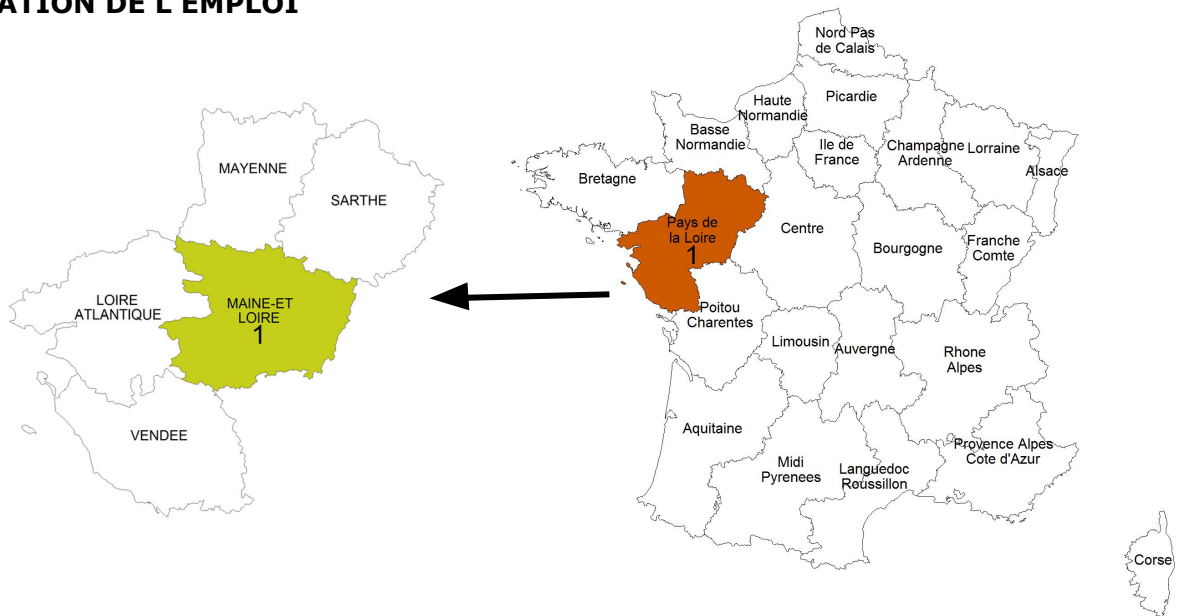 ATION DE L'EMPLOI
MAYENNE
SARTHE
LOIRE
ATLANTIQUE
MAINE-ET
LOIRE
1
VENDEE
Nord Pas
de Calais
Haute
Normandie
Picardie
Basse
Normandie
Ile de
France
Champagne
Ardenne
Lorraine
Alsace
Bretagne
Pays de
la Loire
1
Centre
Bourgogne
Franche
Comte
Poitou
Charentes
Limousin
Auvergne
Rhone
Alpes
Aquitaine
Midi
Pyrenees
Languedoc
Roussillon
Provence Alpes
Cote d'Azur
Corse